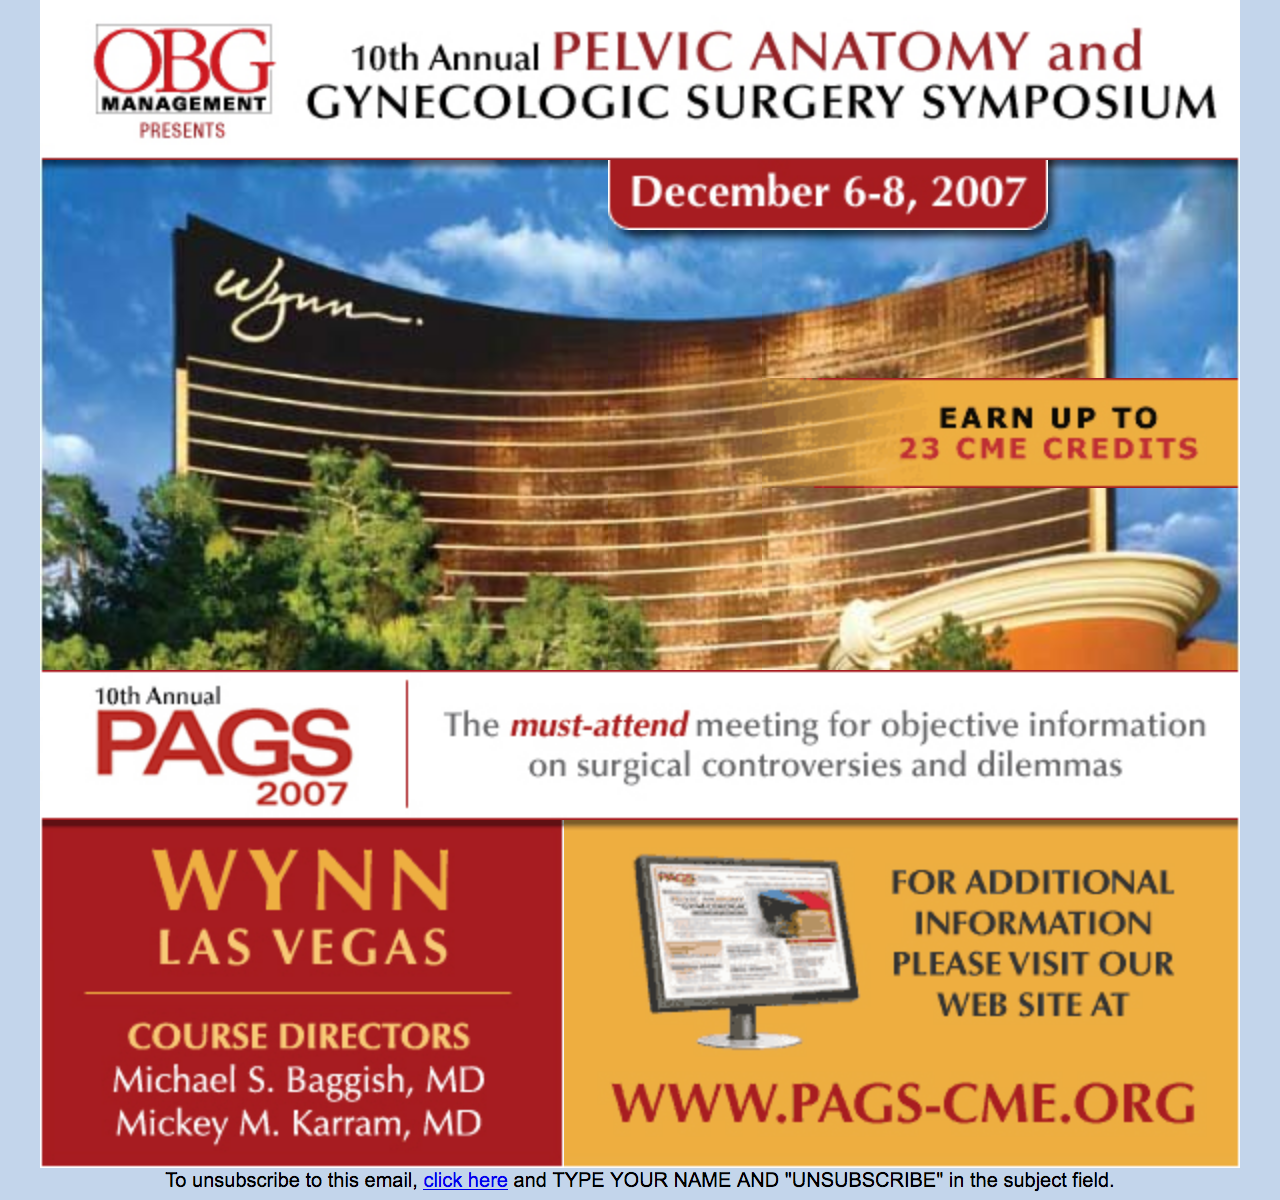 OBG
MANAGEMENT
PRESENTS
10th Annual PELVIC ANATOMY and
GYNECOLOGIC SURGERY SYMPOSIUM
December 6-8, 2007
Wynn.
EARN UP TO
23 CME CREDITS
10th Annual
PAGS
2007
The must-attend meeting for objective information
on surgical controversies and dilemmas
WYNN
LAS VEGAS
COURSE DIRECTORS
Michael S. Baggish, MD
Mickey M. Karram, MD
PAGS
PELVIC ANATOMY
FOR ADDITIONAL
INFORMATION
PLEASE VISIT OUR
WEB SITE AT
WWW.PAGS-CME.ORG
To unsubscribe to this email, click here and TYPE YOUR NAME AND "UNSUBSCRIBE" in the subject field.